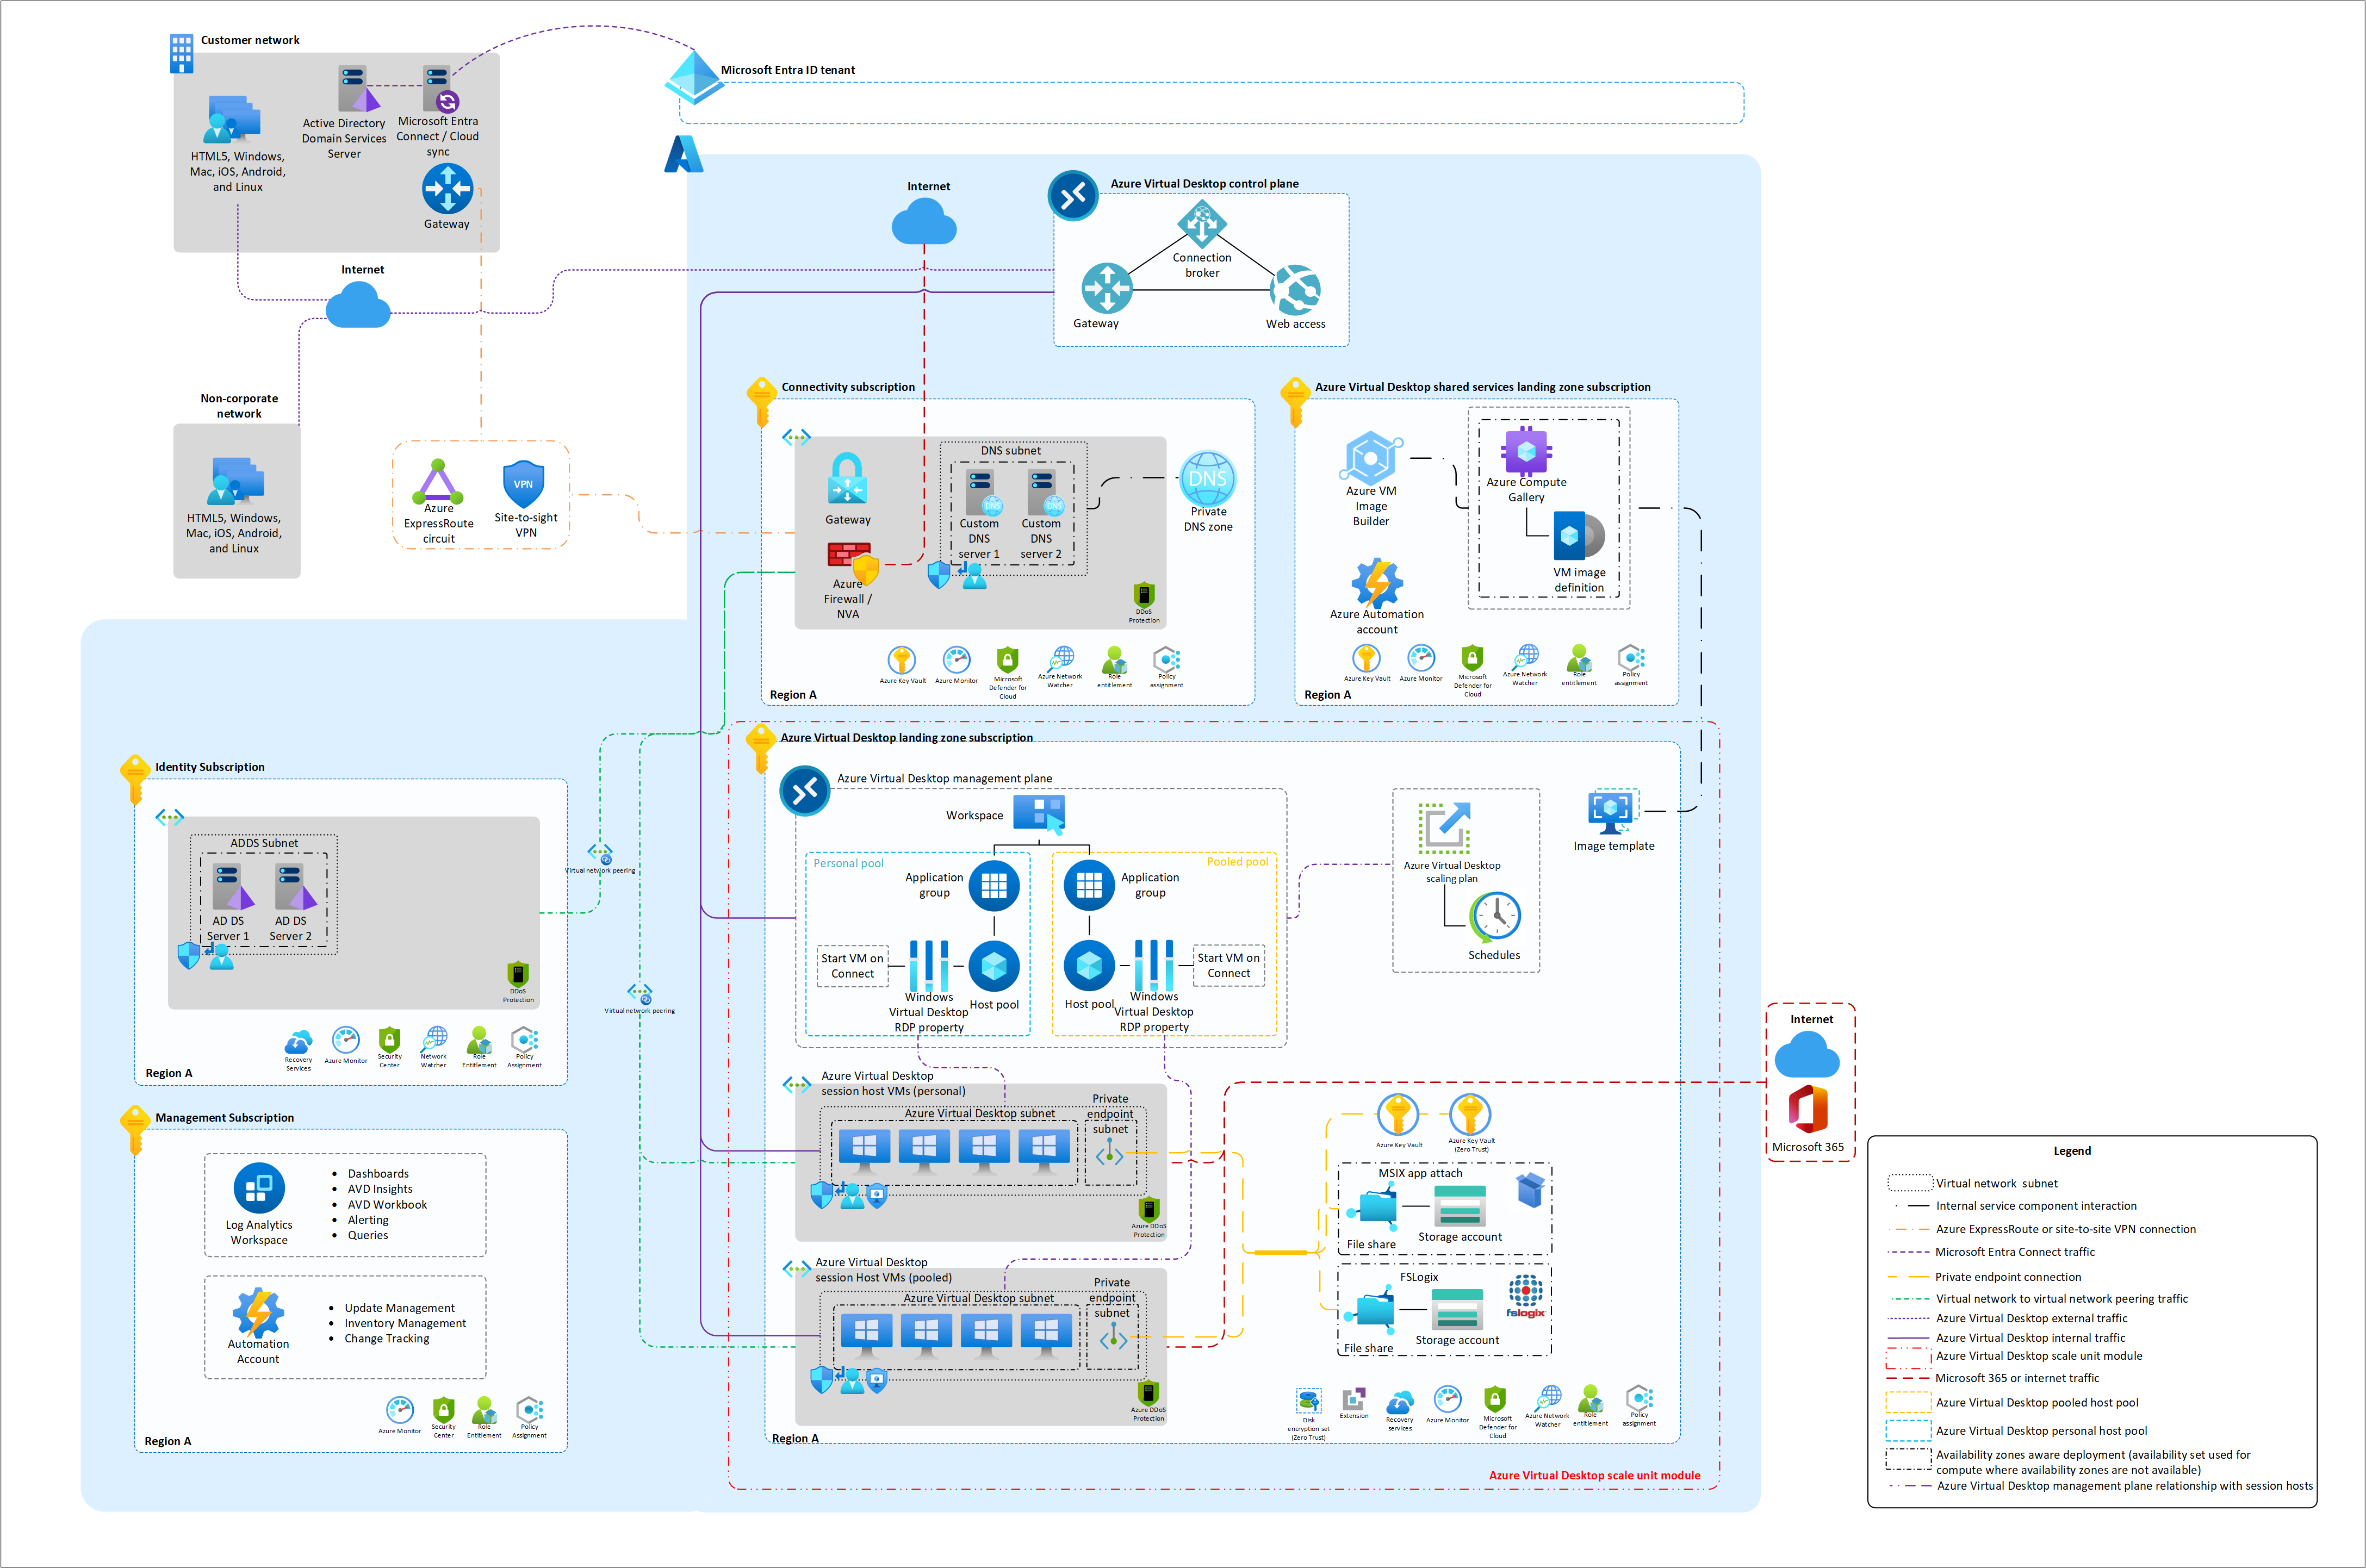 Customer network
Active Directory
Domain Services
Server
Microsoft Entra
Connect / Cloud
sync
HTML5, Windows,
Mac, iOS, Android,
and Linux
Gateway
Internet
Non-corporate
network
HTML5, Windows,
Mac, iOS, Android,
and Linux
Azure
ExpressRoute
circuit
VPN
Site-to-sight
VPN
Microsoft Entra ID tenant
Internet
Azure Virtual Desktop control plane
Connection
broker
Gateway
Web access
Connectivity subscription
Gateway
Azure
Firewall /
NVA
DNS subnet
DNS
Custom
DNS
server 1
DNS
Custom
DNS
server 2
DNS
Private
DNS zone
DDoS
Protection
Azure Key Vault
Azure Monitor
Microsoft
Defender for
Cloud
Azure Network
Watcher
Role
entitlement
Policy
assignment
Region A
Azure Virtual Desktop shared services landing zone subscription
Azure VM
Image
Builder
Azure Compute
Gallery
VM image
definition
Azure Automation
account
Azure Key Vault
Azure Monitor
Microsoft
Defender for
Cloud
Azure Network
Watcher
Role
entitlement
Policy
assignment
Region A
Identity Subscription
ADDS Subnet
AD DS
Server 1
AD DS
Server 2
DDoS
Protection
Recovery
Services
Azure Monitor
Security
Center
Network
Watcher
Role
Entitlement
Policy
Assignment
Region A
Virtual network peering
Virtual network peering
Management Subscription
Log Analytics
Workspace
• Dashboards
• AVD Insights
• AVD Workbook
• Alerting
• Queries
Automation
Account
• Update Management
• Inventory Management
• Change Tracking
Azure Monitor
Security
Center
Role
Entitlement
Policy
Assignment
Region A
Azure Virtual Desktop landing zone subscription
Azure Virtual Desktop management plane
Workspace
Personal pool
Application
group
Start VM on
Connect
Windows
Virtual Desktop
RDP property
Host pool
Pooled pool
Application
group
Host pool
Windows
Virtual Desktop
RDP property
Start VM on
Connect
Azure Virtual Desktop
scaling plan
Schedules
Image template
Azure Virtual Desktop
session host VMs (personal)
Azure Virtual Desktop subnet
Private
endpoint
subnet
Azure DDoS
Protection
Azure Virtual Desktop
session Host VMs (pooled)
Azure Virtual Desktop subnet
Private
endpoint
subnet
Azure DDoS
Protection
Azure Key Vault
Azure Key Vault
(Zero Trust)
MSIX app attach
File share
Storage account
FSLogix
File share
Storage account
fslogix
Disk
encryption set
(Zero Trust)
Extension
Recovery
services
Azure Monitor
Microsoft
Defender for
Cloud
Azure Network
Watcher
Role
entitlement
Policy
assignment
Region A
Azure Virtual Desktop scale unit module
Internet
Microsoft 365
Legend
Virtual network subnet
Internal service component interaction
Azure ExpressRoute or site-to-site VPN connection
Microsoft Entra Connect traffic
Private endpoint connection
Virtual network to virtual network peering traffic
Azure Virtual Desktop external traffic
Azure Virtual Desktop internal traffic
Azure Virtual Desktop scale unit module
Microsoft 365 or internet traffic
Azure Virtual Desktop pooled host pool
Azure Virtual Desktop personal host pool
Availability zones aware deployment (availability set used for
compute where availability zones are not available)
Azure Virtual Desktop management plane relationship with session hosts